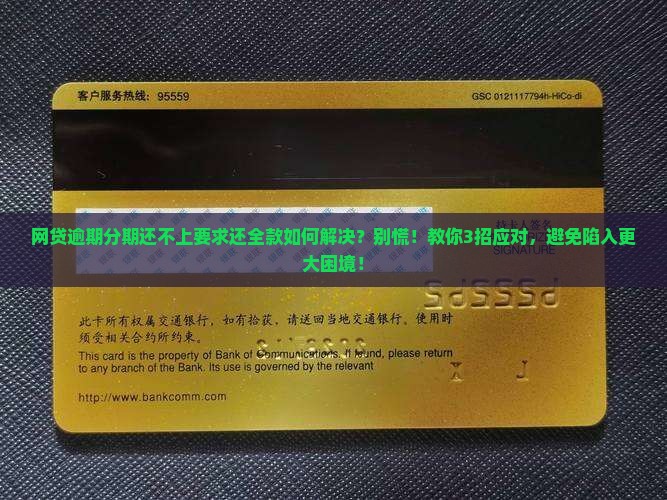 客户服务热线：95559
GSC 0121117794h-HiCo-di
网贷逾期分期还不上要求还全款如何解决？别慌！教你3招应对，避免陷入更
大困境！
持卡人签名
SIGNATURE
此卡所有权属交通银行，如有拾获，请送回当地交通银行。使用时
须受相关合约所约束。
This card is the property of Bank of Communications. If found, please return
to any branch of the Bank. Its use is governed by the relevant
http://www.bankcomm.com